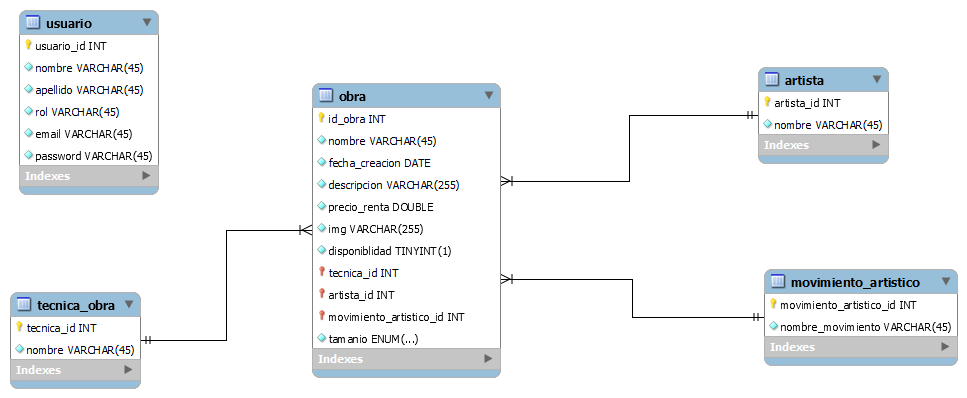 usuario
usuario_id INT
nombre VARCHAR(45)
apellido VARCHAR(45)
rol VARCHAR(45)
email VARCHAR(45)
password VARCHAR(45)
Indexes
obra
id_obra INT
nombre VARCHAR(45)
fecha_creacion DATE
descripcion VARCHAR(255)
precio_renta DOUBLE
img VARCHAR(255)
disponiblidad TINYINT(1)
tecnica_id INT
artista_id INT
movimiento_artistico_id INT
tamanio ENUM(...)
Indexes
artista
artista_id INT
nombre VARCHAR(45)
Indexes
tecnica_obra
tecnica_id INT
nombre VARCHAR(45)
Indexes
movimiento_artistico
movimiento_artistico_id INT
nombre_movimiento VARCHAR(45)
Indexes